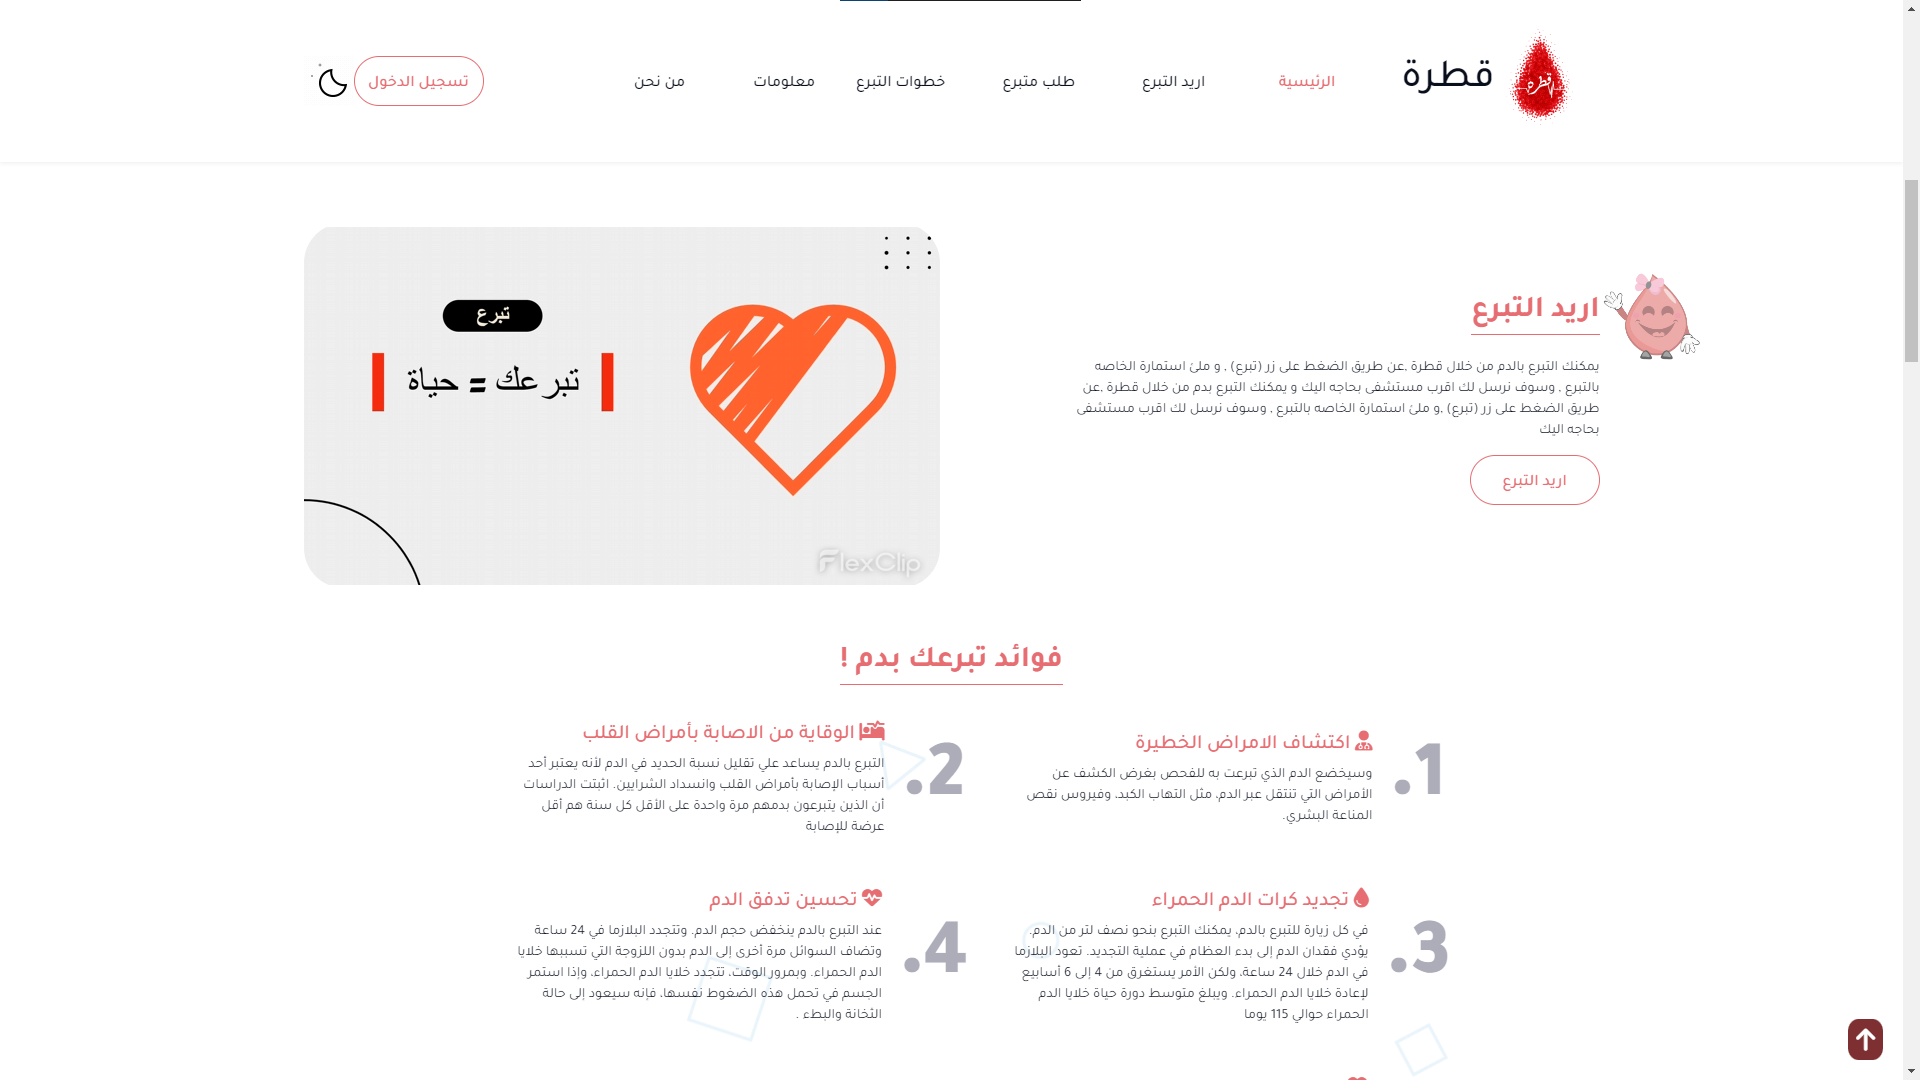 قطرة
قطرة
الرئيسية
اريد التبرع
طلب متبرع
خطوات التبرع
معلومات
من نحن
تسجيل الدخول
اريد التبرع
يمكنك التبرع بالدم من خلال قطرة ,عن طريق الضغط على زر (تبرع) , و ملئ استمارة الخاصه
بالتبرع , وسوف نرسل لك اقرب مستشفى بحاجه اليك و يمكنك التبرع بدم من خلال قطرة ,عن
طريق الضغط على زر (تبرع) ,و ملئ استمارة الخاصه بالتبرع , وسوف نرسل لك اقرب مستشفى
بحاجه اليك
اريد التبرع
تبرع
تبرعك = حياة
FlexClip
فوائد تبرعك بدم !
1.
اكتشاف الامراض الخطيرة
وسيخضع الدم الذي تبرعت به للفحص بغرض الكشف عن
الأمراض التي تنتقل عبر الدم، مثل التهاب الكبد، وفيروس نقص
المناعة البشري.
2.
الوقاية من الاصابة بأمراض القلب
التبرع بالدم يساعد علي تقليل نسبة الحديد في الدم لأنه يعتبر أحد
أسباب الإصابة بأمراض القلب وانسداد الشرايين. اثبتت الدراسات
أن الذين يتبرعون بدمهم مرة واحدة على الأقل كل سنة هم أقل
عرضة للإصابة
3.
تجديد كرات الدم الحمراء
في كل زيارة للتبرع بالدم، يمكنك التبرع بنحو نصف لتر من الدم.
يؤدي فقدان الدم إلى بدء العظام في عملية التجديد. تعود البلازما
في الدم خلال 24 ساعة، ولكن الأمر يستغرق من 4 إلى 6 أسابيع
لإعادة خلايا الدم الحمراء. ويبلغ متوسط دورة حياة خلايا الدم
الحمراء حوالي 115 يوما
4.
تحسين تدفق الدم
عند التبرع بالدم ينخفض حجم الدم. وتتجدد البلازما في 24 ساعة
وتضاف السوائل مرة أخرى إلى الدم بدون اللزوجة التي تسببها خلايا
الدم الحمراء. وبمرور الوقت، تتجدد خلايا الدم الحمراء، وإذا استمر
الجسم في تحمل هذه الضغوط نفسها، فإنه سيعود إلى حالة
الثخانة والبطء .